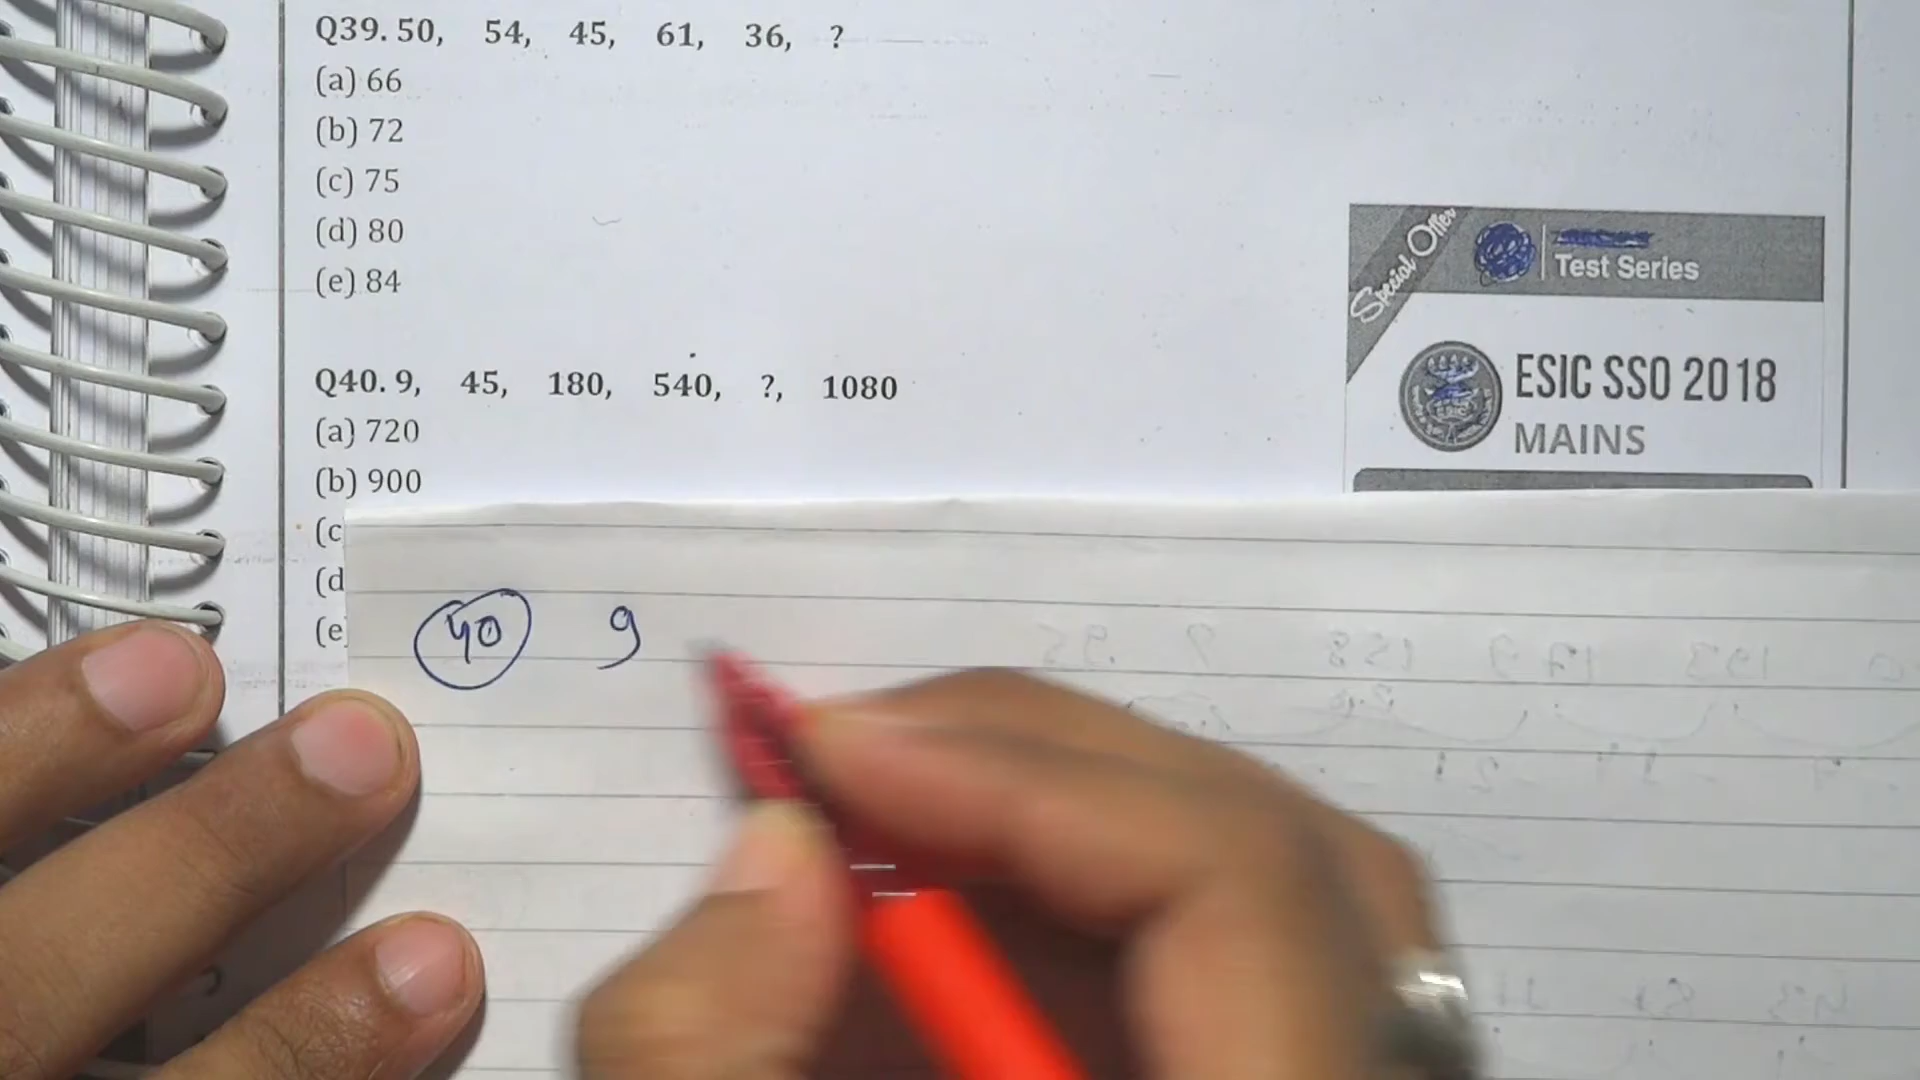 Q39. 50, 54, 45, 61, 36, ?
(a) 66
(b) 72
(c) 75
(d) 80
(e) 84
Special Offer
Test Series
ESIC SSO 2018
MAINS
Q40. 9, 45, 180, 540, ?, 1080
(a) 720
(b) 900
(c
(d
(e)
40 9